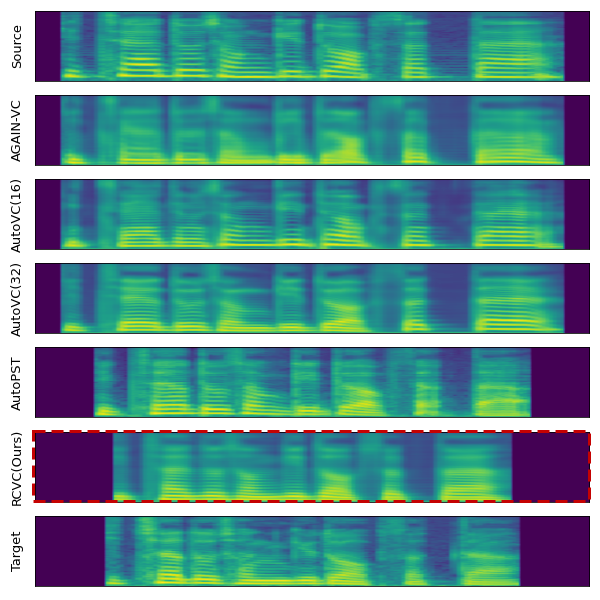 Source
AGAIN-VC
AutoVC(16)
AutoVC(32)
AutoPST
RCVC(Ours)
Target